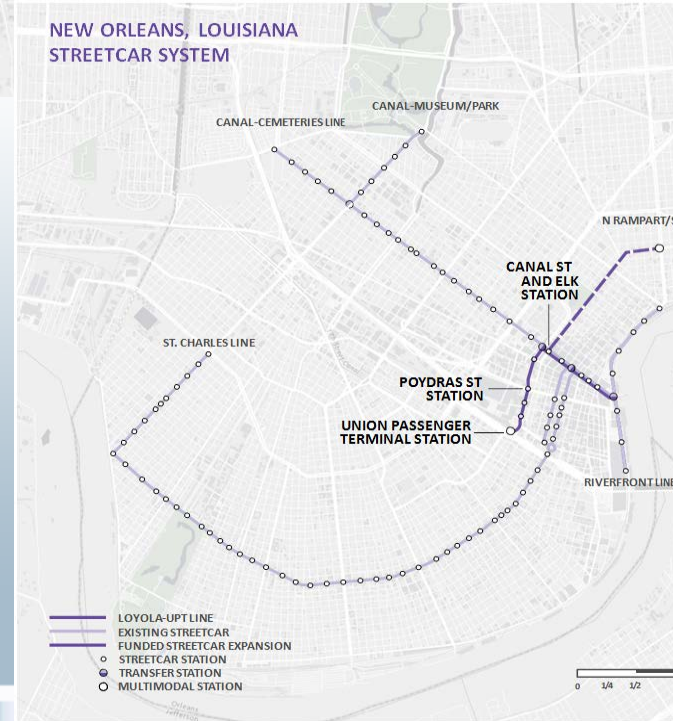 NEW ORLEANS, LOUISIANA
STREETCAR SYSTEM
CANAL-MUSEUM/PARK
CANAL-CEMETERIES LINE
N RAMPART/S
CANAL ST
AND ELK
STATION
ST. CHARLES LINE
POYDRAS ST
STATION
UNION PASSENGER
TERMINAL STATION
RIVERFRONT LINE
LOYOLA-UPT LINE
EXISTING STREETCAR
FUNDED STREETCAR EXPANSION
STREETCAR STATION
TRANSFER STATION
MULTIMODAL STATION
0 1/4 1/2
Orleans
Jefferson